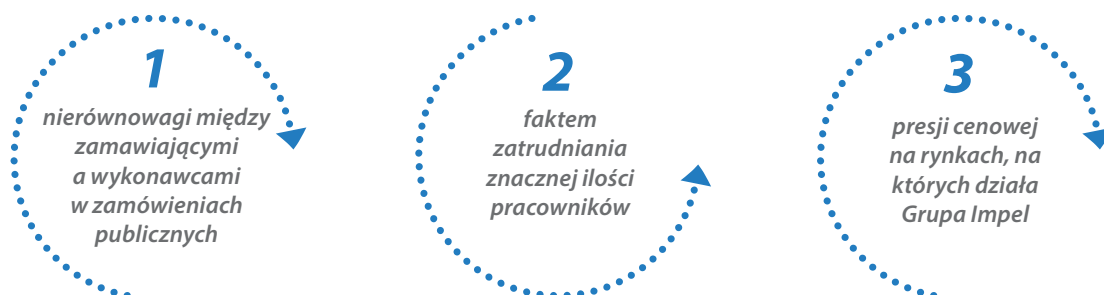 1
nierównowagi między
zamawiającymi
a wykonawcami
w zamówieniach
publicznych
2
faktem
zatrudniania
znacznej ilości
pracowników
3
presji cenowej
na rynkach, na
których działa
Grupa Impel